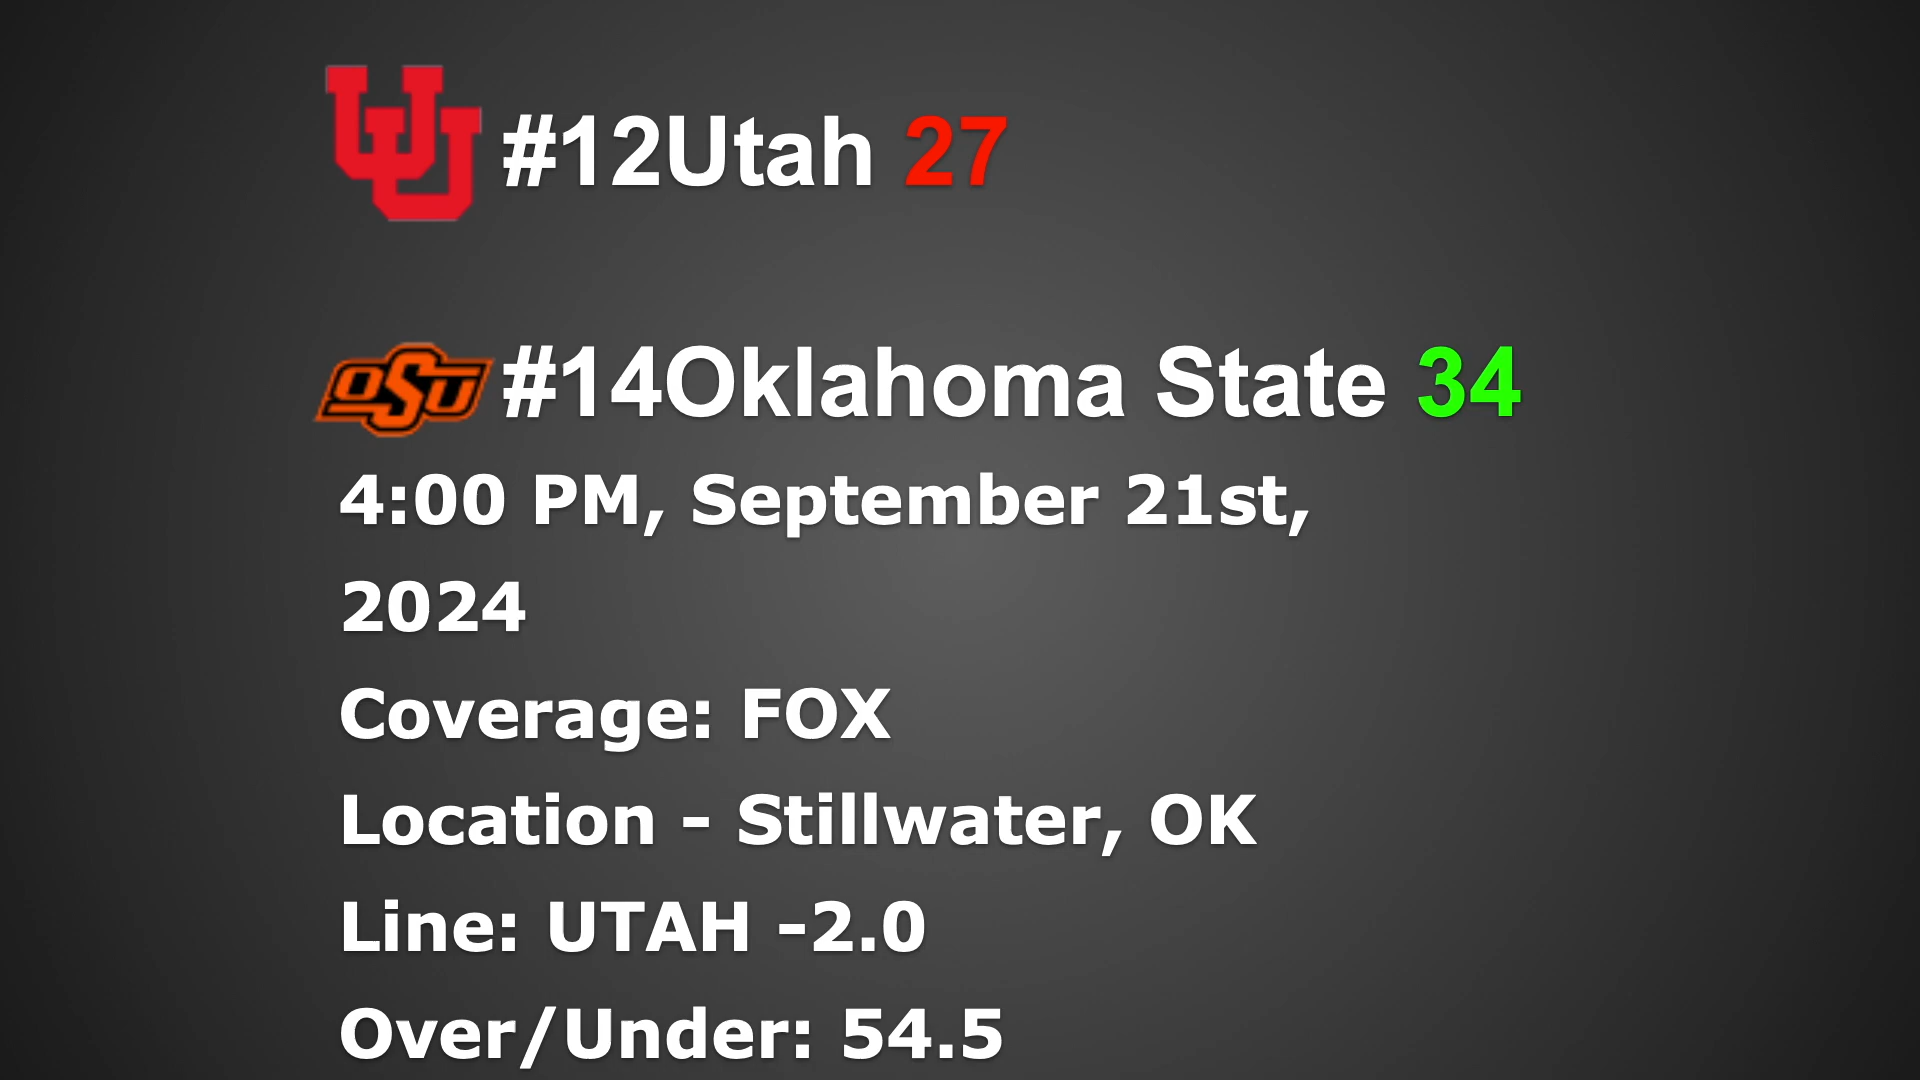 #12Utah 27
OSU #14Oklahoma State 34
4:00 PM, September 21st,
2024
Coverage: FOX
Location - Stillwater, OK
Line: UTAH -2.0
Over/Under: 54.5